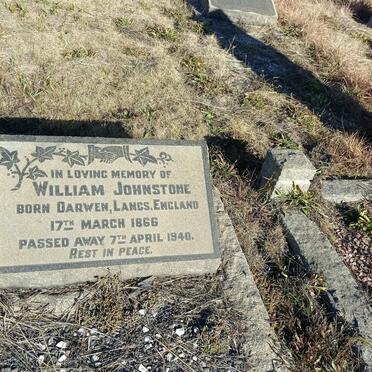 IN LOVING MEMORY OF
WILLIAM JOHNSTONE
BORN DARWEN, LANCS. ENGLAND
17TH MARCH 1866
PASSED AWAY 7TH APRIL 1940.
REST IN PEACE.